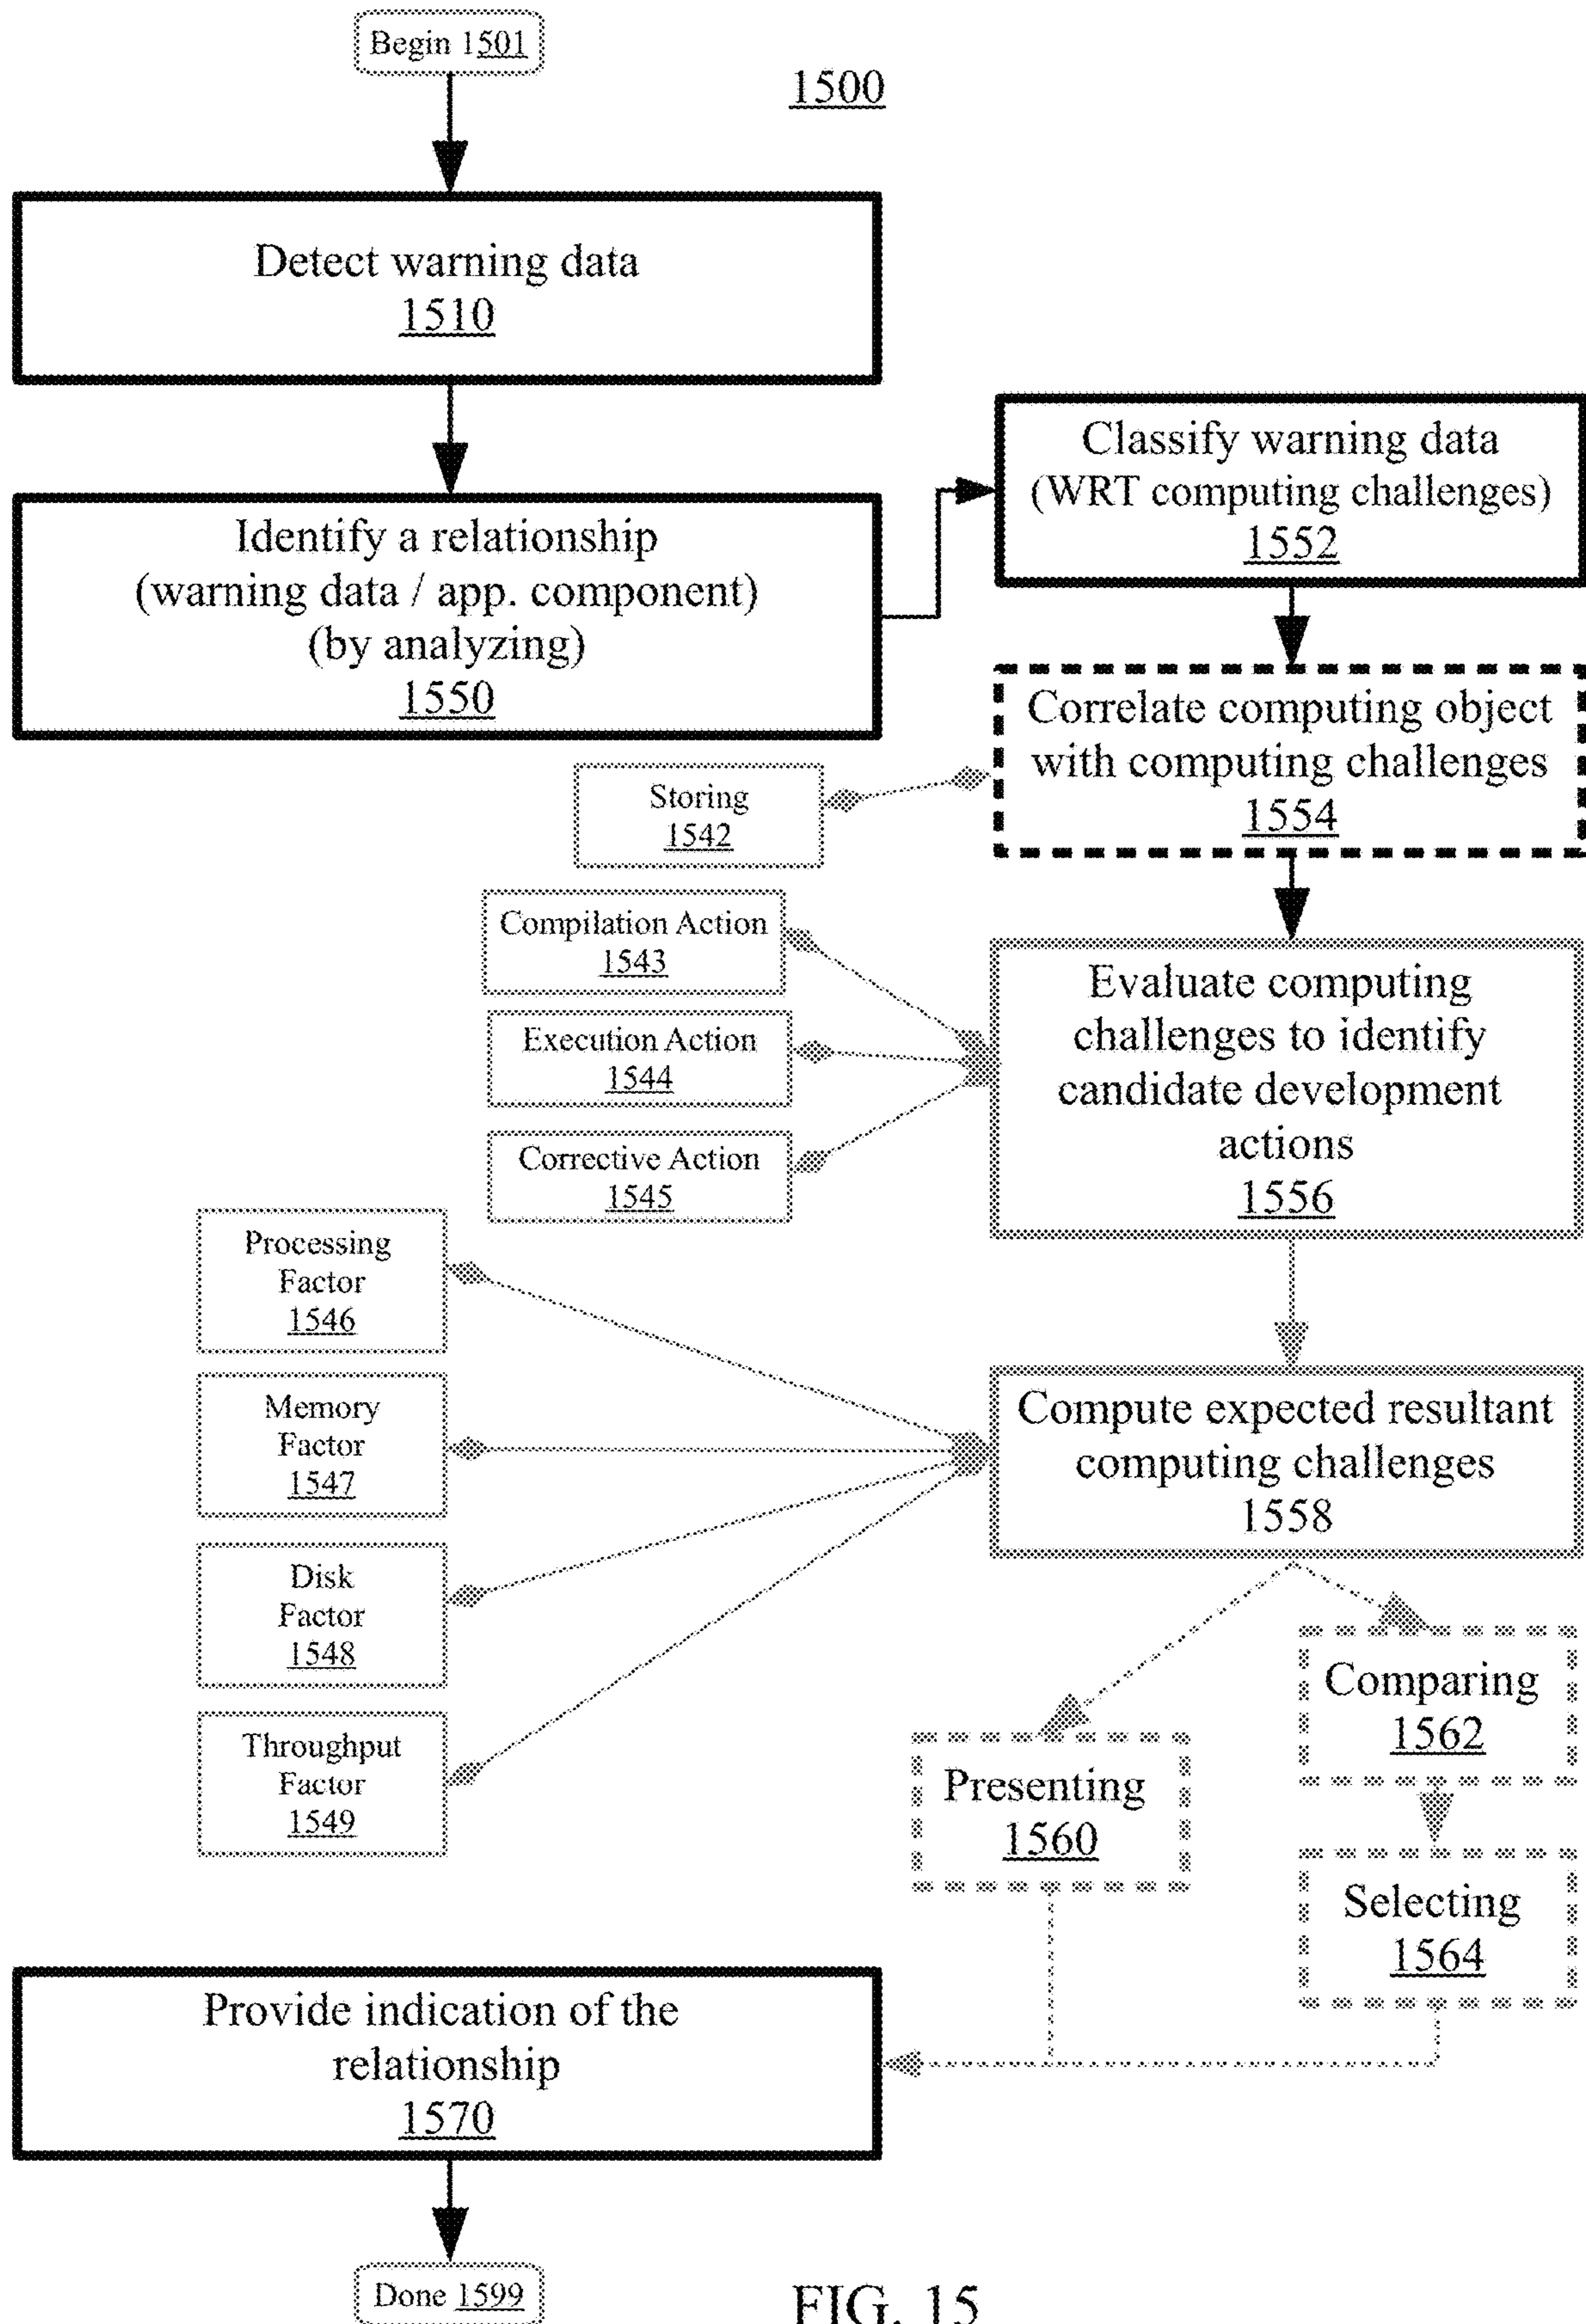 Begin 1501
1500
Detect warning data
1510
Identify a relationship
(warning data / app. component)
(by analyzing)
1550
Classify warning data
(WRT computing challenges)
1552
Correlate computing object
with computing challenges
1554
Storing
1542
Compilation Action
1543
Execution Action
1544
Corrective Action
1545
Evaluate computing
challenges to identify
candidate development
actions
1556
Processing
Factor
1546
Memory
Factor
1547
Disk
Factor
1548
Throughput
Factor
1549
Compute expected resultant
computing challenges
1558
Presenting
1560
Comparing
1562
Selecting
1564
Provide indication of the
relationship
1570
Done 1599
FIG. 15